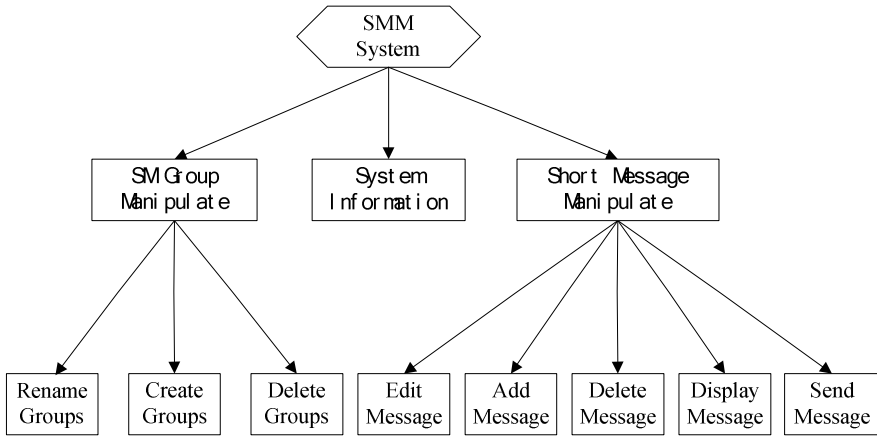 SMM
System
SM Group
Manipulate
System
Information
Short Message
Manipulate
Rename
Groups
Create
Groups
Delete
Groups
Edit
Message
Add
Message
Delete
Message
Display
Message
Send
Message